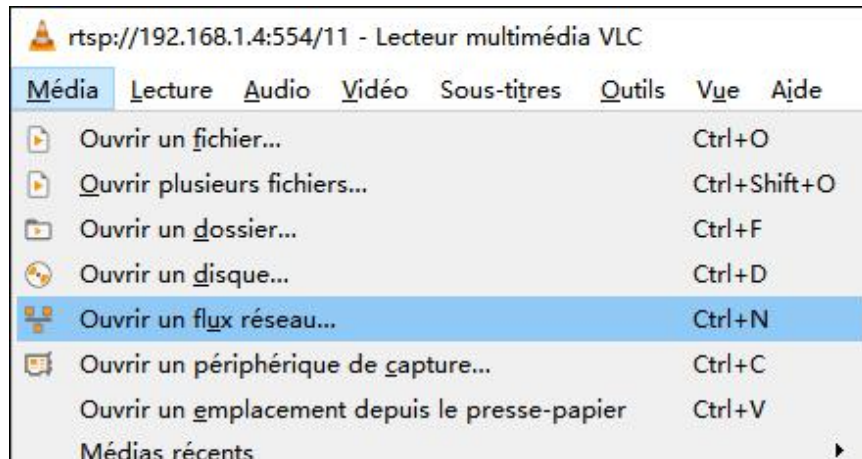 rtsp://192.168.1.4:554/11 - Lecteur multimédia VLC
Média Lecture Audio Vidéo Sous-titres Outils Vue Aide
Ouvrir un fichier... Ctrl+O
Ouvrir plusieurs fichiers... Ctrl+Shift+O
Ouvrir un dossier... Ctrl+F
Ouvrir un disque... Ctrl+D
Ouvrir un flux réseau... Ctrl+N
Ouvrir un périphérique de capture... Ctrl+C
Ouvrir un emplacement depuis le presse-papier Ctrl+V
Médias récents